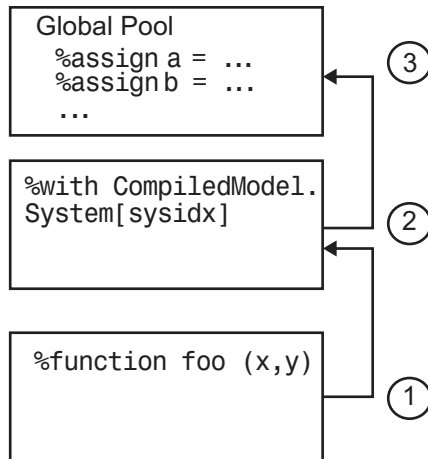 Global Pool
%assign a = ...
%assign b = ...
...
3
%with CompiledModel.
System[sysidx]
2
%function foo (x,y)
1